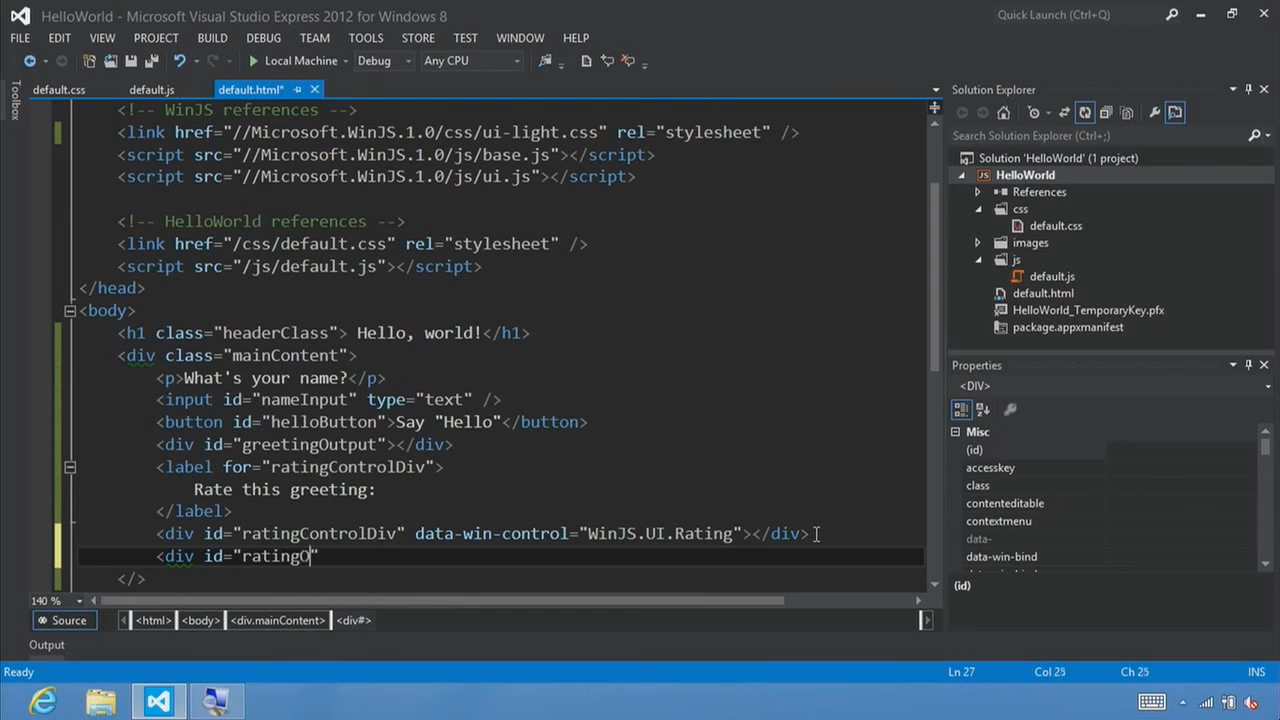 HelloWorld - Microsoft Visual Studio Express 2012 for Windows 8
Quick Launch (Ctrl+Q)
FILE EDIT VIEW PROJECT BUILD DEBUG TEAM TOOLS STORE TEST WINDOW HELP
Local Machine Debug Any CPU
Toolbox
default.css default.js default.html*
<!-- WinJS references -->
<link href="//Microsoft.WinJS.1.0/css/ui-light.css" rel="stylesheet" />
<script src="//Microsoft.WinJS.1.0/js/base.js"></script>
<script src="//Microsoft.WinJS.1.0/js/ui.js"></script>
<!-- HelloWorld references -->
<link href="/css/default.css" rel="stylesheet" />
<script src="/js/default.js"></script>
</head>
<body>
<h1 class="headerClass"> Hello, world!</h1>
<div class="mainContent">
<p>What's your name?</p>
<input id="nameInput" type="text" />
<button id="helloButton">Say "Hello"</button>
<div id="greetingOutput"></div>
<label for="ratingControlDiv">
Rate this greeting:
</label>
<div id="ratingControlDiv" data-win-control="WinJS.UI.Rating"></div>
<div id="ratingO"
</>
140 %
Source <html> <body> <div.mainContent> <div#>
Output
Solution Explorer
Search Solution Explorer (Ctrl+;)
Solution 'HelloWorld' (1 project)
JS HelloWorld
References
css
default.css
images
js
default.js
default.html
HelloWorld_TemporaryKey.pfx
package.appxmanifest
Properties
<DIV>
Misc
(id)
accesskey
class
contenteditable
contextmenu
data-
data-win-bind
(id)
Ready Ln 27 Col 25 Ch 25 INS